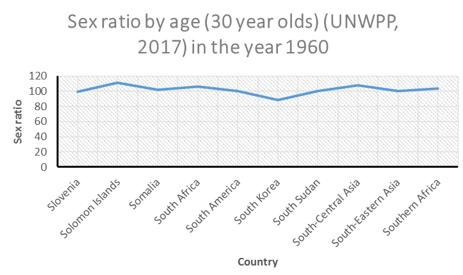 Sex ratio by age (30 year olds) (UNWPP,
2017) in the year 1960
120
100
80
60
40
20
0
Sex ratio
Slovenia
Solomon Islands
Somalia
South Africa
South America
South Korea
South Sudan
South-Central Asia
South-Eastern Asia
Southern Africa
Country